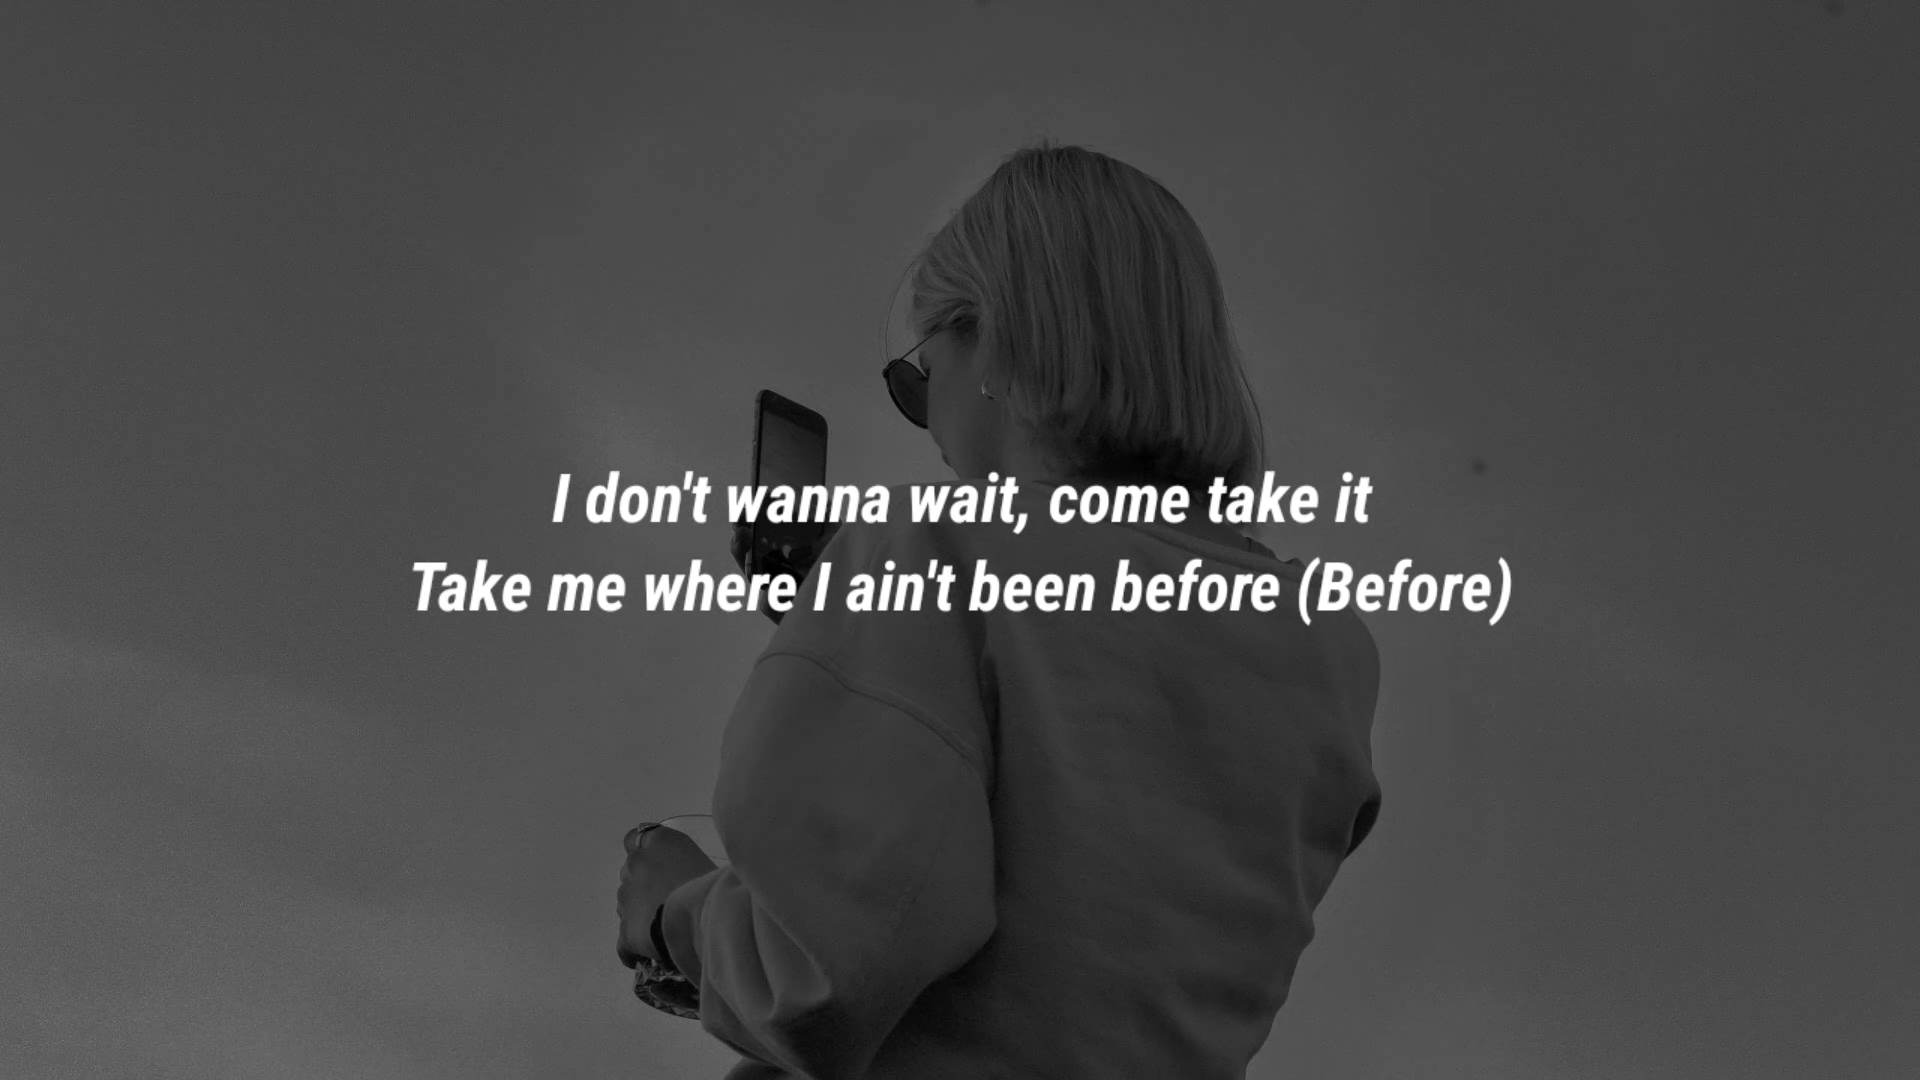 I don't wanna wait, come take it
Take me where I ain't been before (Before)